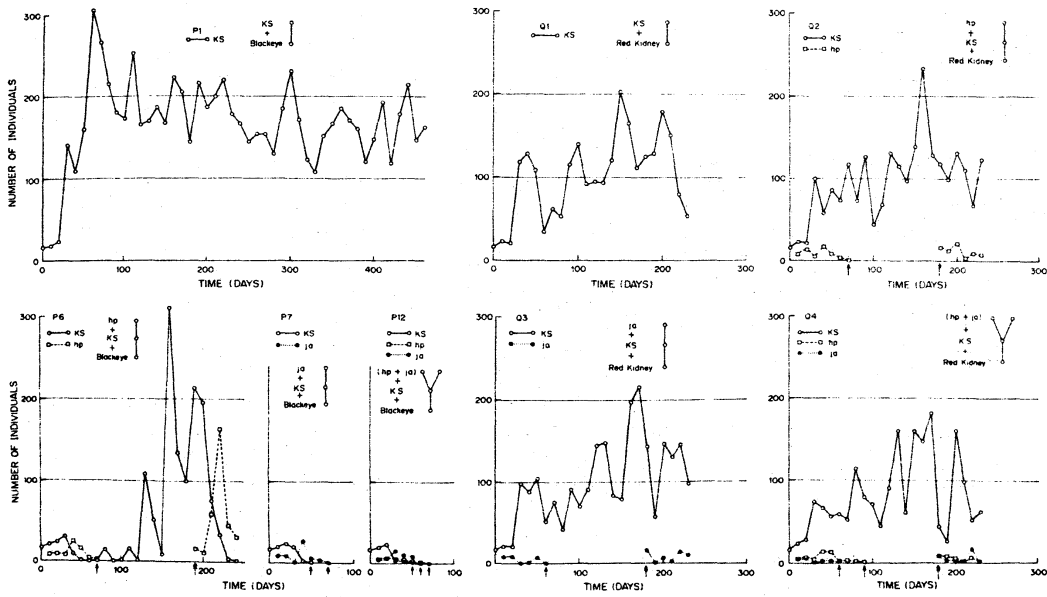 NUMBER OF INDIVIDUALS
300
200
100
0
P1
KS
KS
+
Blackeye
0 100 200 300 400
TIME (DAYS)
300
200
100
0
Q1
KS
KS
+
Red Kidney
0 100 200 300
TIME (DAYS)
300
200
100
0
Q2
KS
hp
hp
+
KS
+
Red Kidney
0 100 200 300
TIME (DAYS)
NUMBER OF INDIVIDUALS
300
200
100
0
P6
KS
hp
hp
+
KS
+
Blackeye
0 100 200
P7
KS
ja
ja
+
KS
+
Blackeye
0 100
P12
KS
hp
ja
(hp + ja)
+
KS
+
Blackeye
0 100
TIME (DAYS)
300
200
100
0
Q3
KS
ja
ja
+
KS
+
Red Kidney
0 100 200 300
TIME (DAYS)
300
200
100
0
Q4
KS
hp
ja
(hp + ja)
+
KS
+
Red Kidney
0 100 200 300
TIME (DAYS)